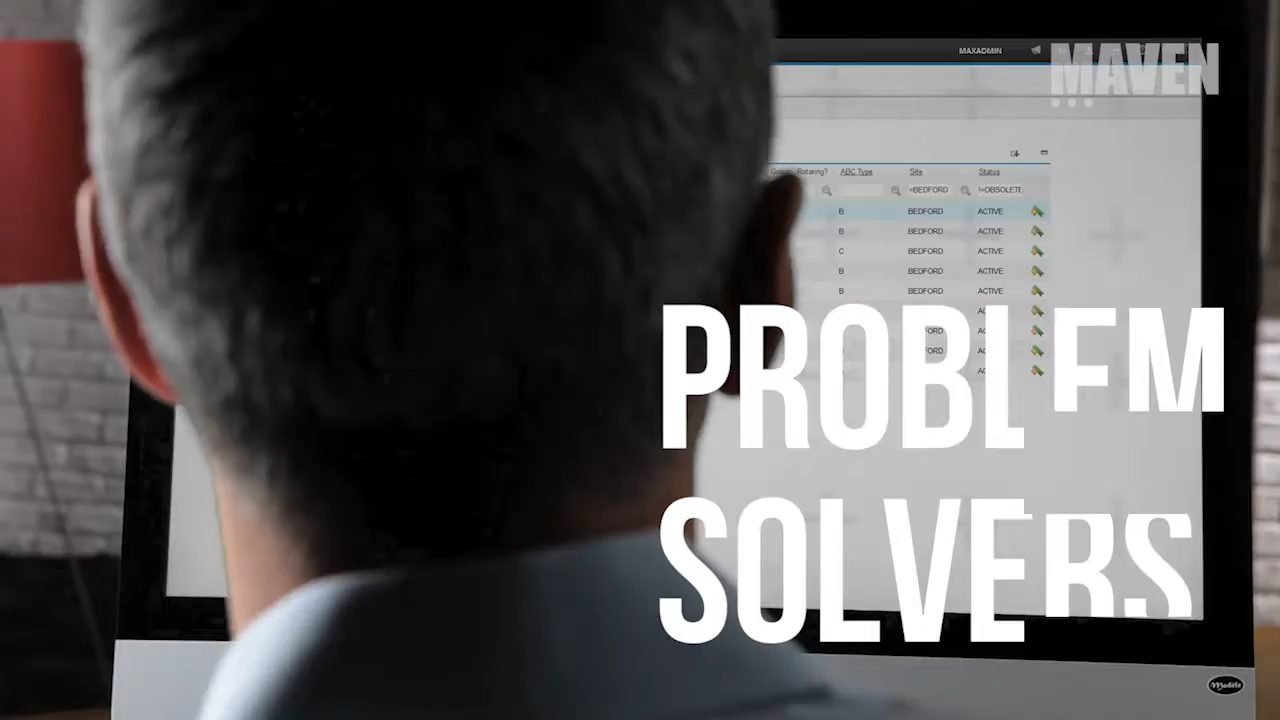 MAXADMIN
MAVEN
Rotating? ABC Type Site Status
=BEDFORD !=OBSOLETE
B BEDFORD ACTIVE
B BEDFORD ACTIVE
C BEDFORD ACTIVE
B BEDFORD ACTIVE
B BEDFORD ACTIVE
PROBLEM
SOLVERS